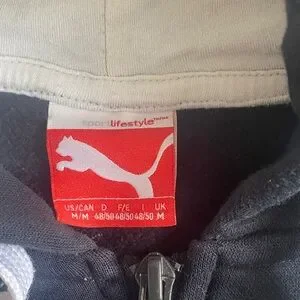 sportlifestyle
US/CAN D F/E I UK
M/M 48/50 48/50 48/50 M